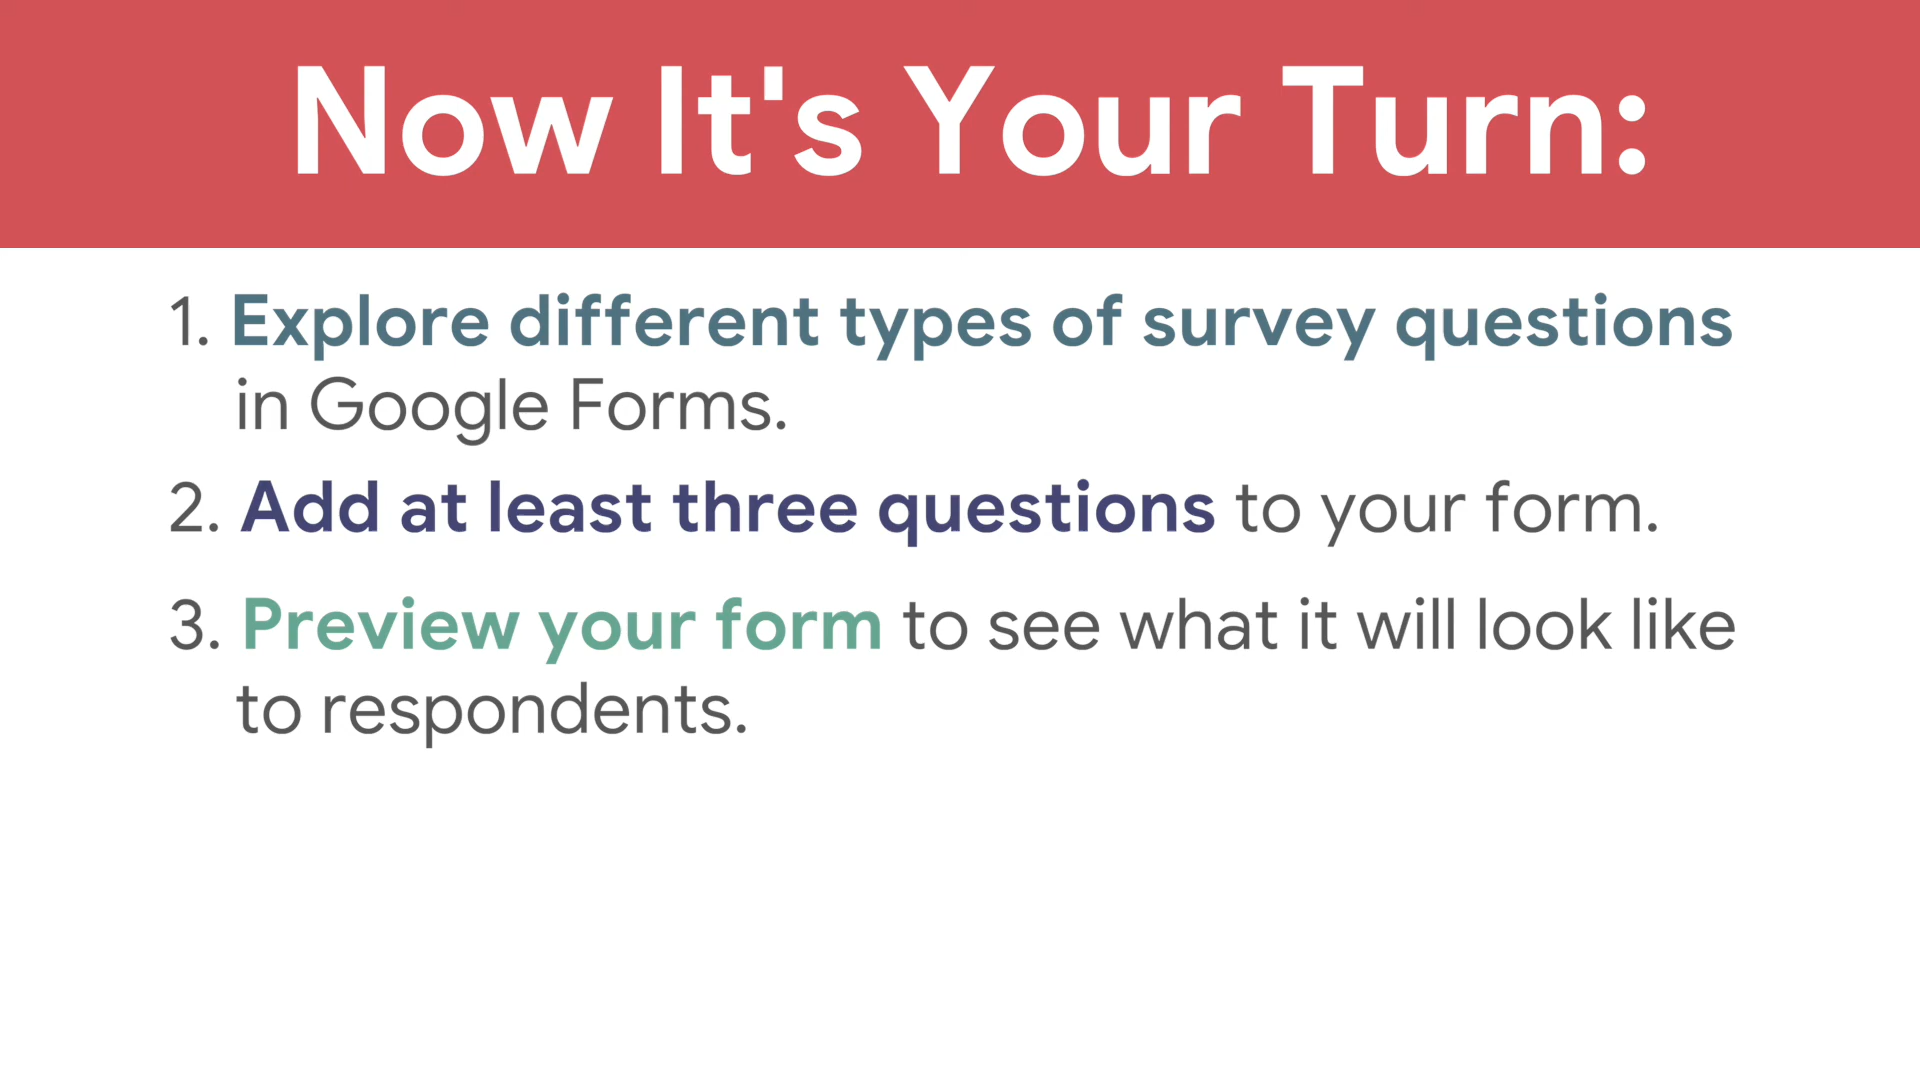 Now It's Your Turn:
1. Explore different types of survey questions
in Google Forms.
2. Add at least three questions to your form.
3. Preview your form to see what it will look like
to respondents.